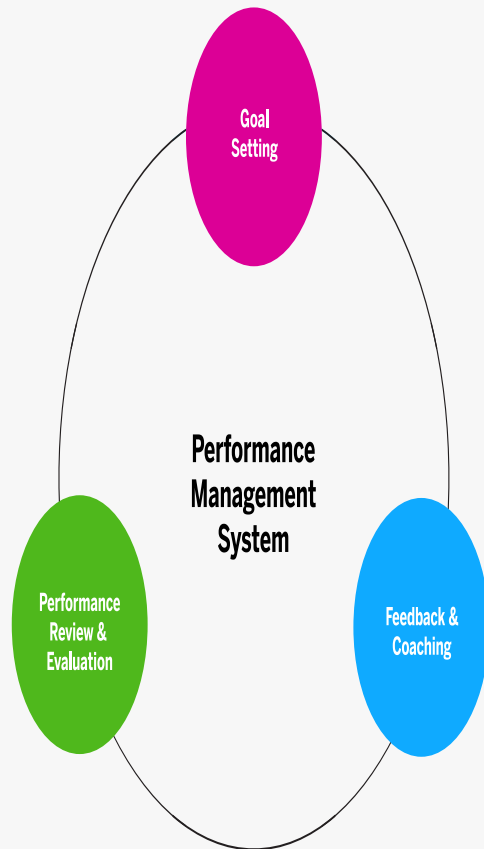 Goal
Setting
Performance
Management
System
Performance
Review &
Evaluation
Feedback &
Coaching